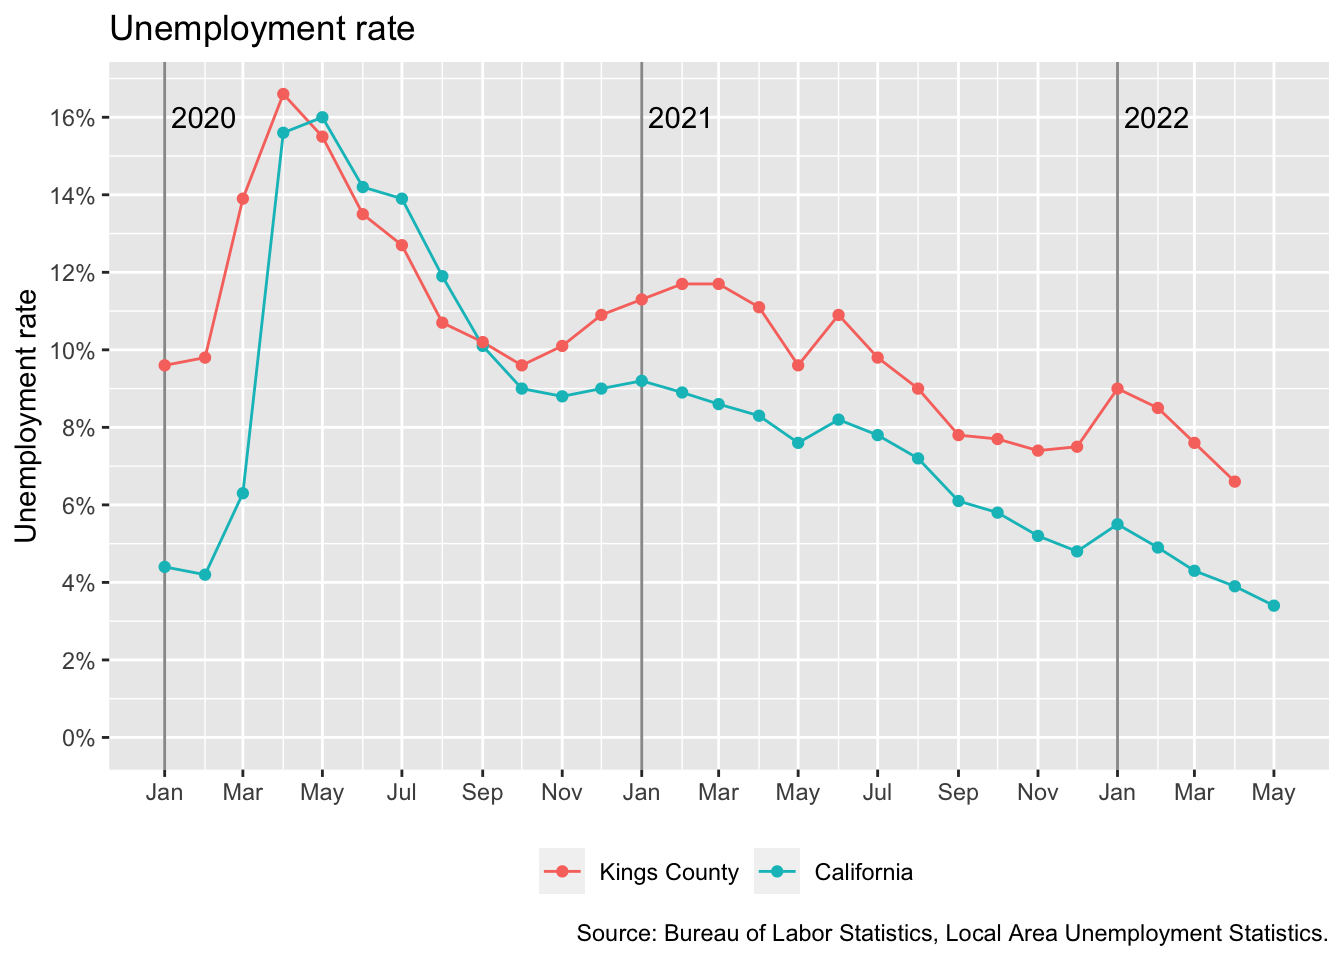 Unemployment rate
2020 2021 2022
Unemployment rate
16%
14%
12%
10%
8%
6%
4%
2%
0%
Jan Mar May Jul Sep Nov Jan Mar May Jul Sep Nov Jan Mar May
Kings County California
Source: Bureau of Labor Statistics, Local Area Unemployment Statistics.